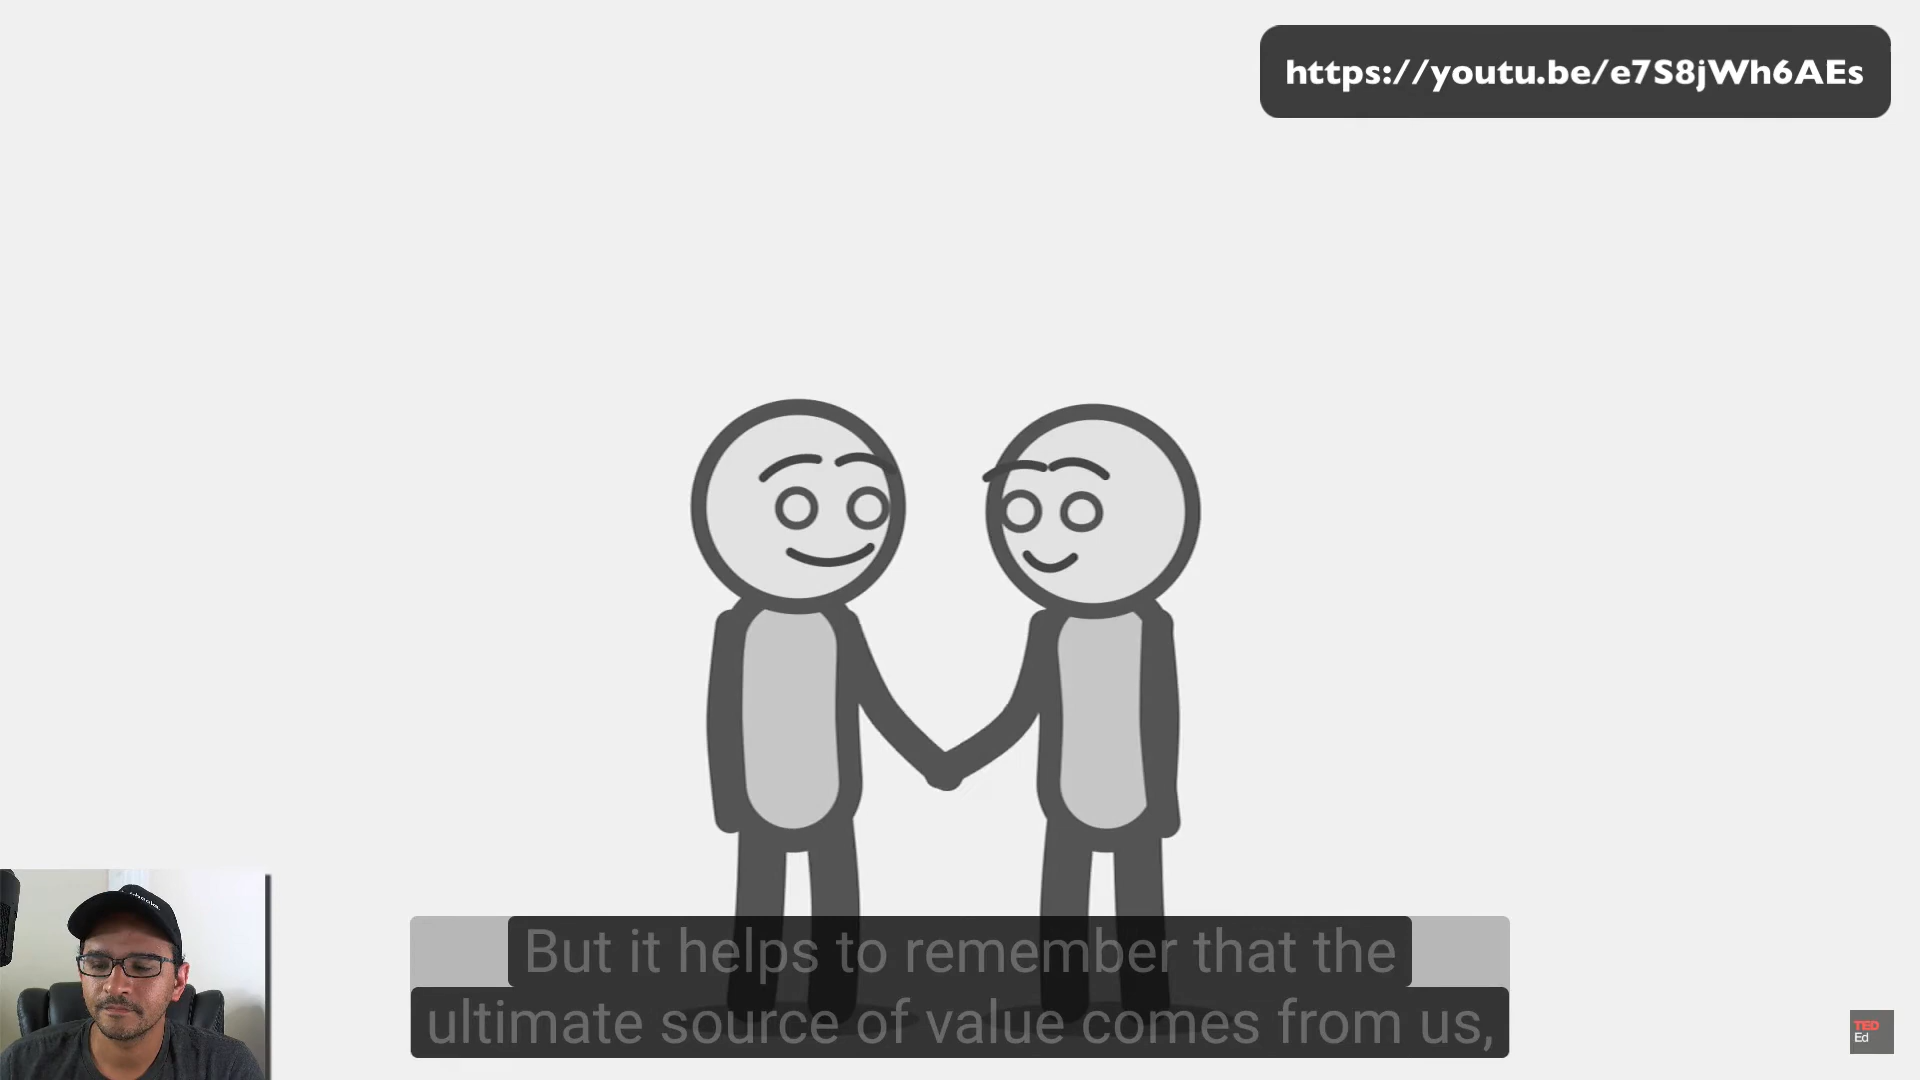 https://youtu.be/e7S8jWh6AEs
But it helps to remember that the
ultimate source of value comes from us,
TED
Ed